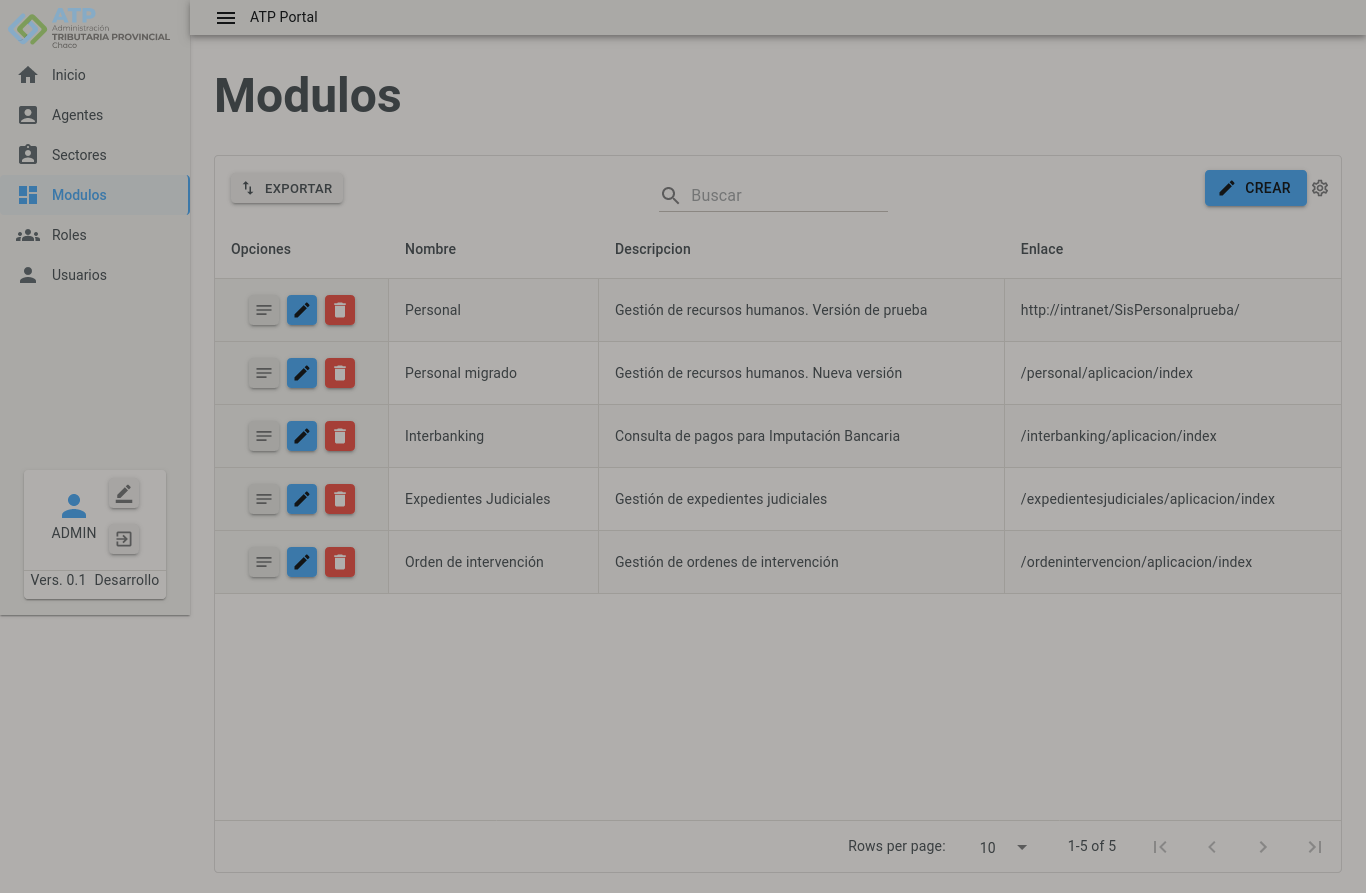 ATP
Administración
TRIBUTARIA PROVINCIAL
Chaco
ATP Portal
Inicio
Agentes
Sectores
Modulos
Roles
Usuarios
ADMIN
Vers. 0.1 Desarrollo
Modulos
EXPORTAR
Buscar
CREAR
Opciones Nombre Descripcion Enlace
Personal Gestión de recursos humanos. Versión de prueba http://intranet/SisPersonalprueba/
Personal migrado Gestión de recursos humanos. Nueva versión /personal/aplicacion/index
Interbanking Consulta de pagos para Imputación Bancaria /interbanking/aplicacion/index
Expedientes Judiciales Gestión de expedientes judiciales /expedientesjudiciales/aplicacion/index
Orden de intervención Gestión de ordenes de intervención /ordenintervencion/aplicacion/index
Rows per page: 10 1-5 of 5